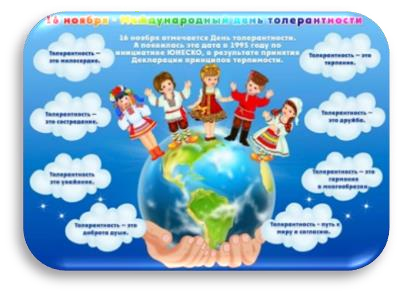 16 ноября - Международный день толерантности
16 ноября отмечается День толерантности.
А появилась эта дата в 1995 году по
инициативе ЮНЕСКО, в результате принятия
Декларации принципов терпимости.
Толерантность –
это милосердие.
Толерантность – это
терпение.
Толерантность –
это сострадание.
Толерантность –
это дружба.
Толерантность
это уважение.
Толерантность – это
гармония
в многообразии.
Толерантность – это
доброта души.
Толерантность - путь к
миру и согласию.